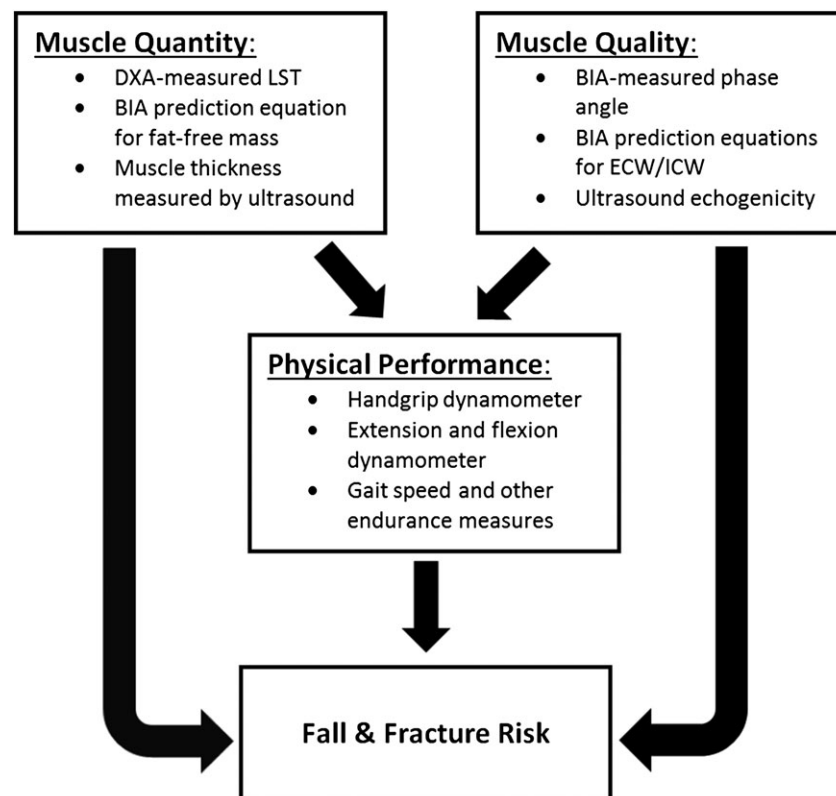 Muscle Quantity:
• DXA-measured LST
• BIA prediction equation
for fat-free mass
• Muscle thickness
measured by ultrasound
Muscle Quality:
• BIA-measured phase
angle
• BIA prediction equations
for ECW/ICW
• Ultrasound echogenicity
Physical Performance:
• Handgrip dynamometer
• Extension and flexion
dynamometer
• Gait speed and other
endurance measures
Fall & Fracture Risk